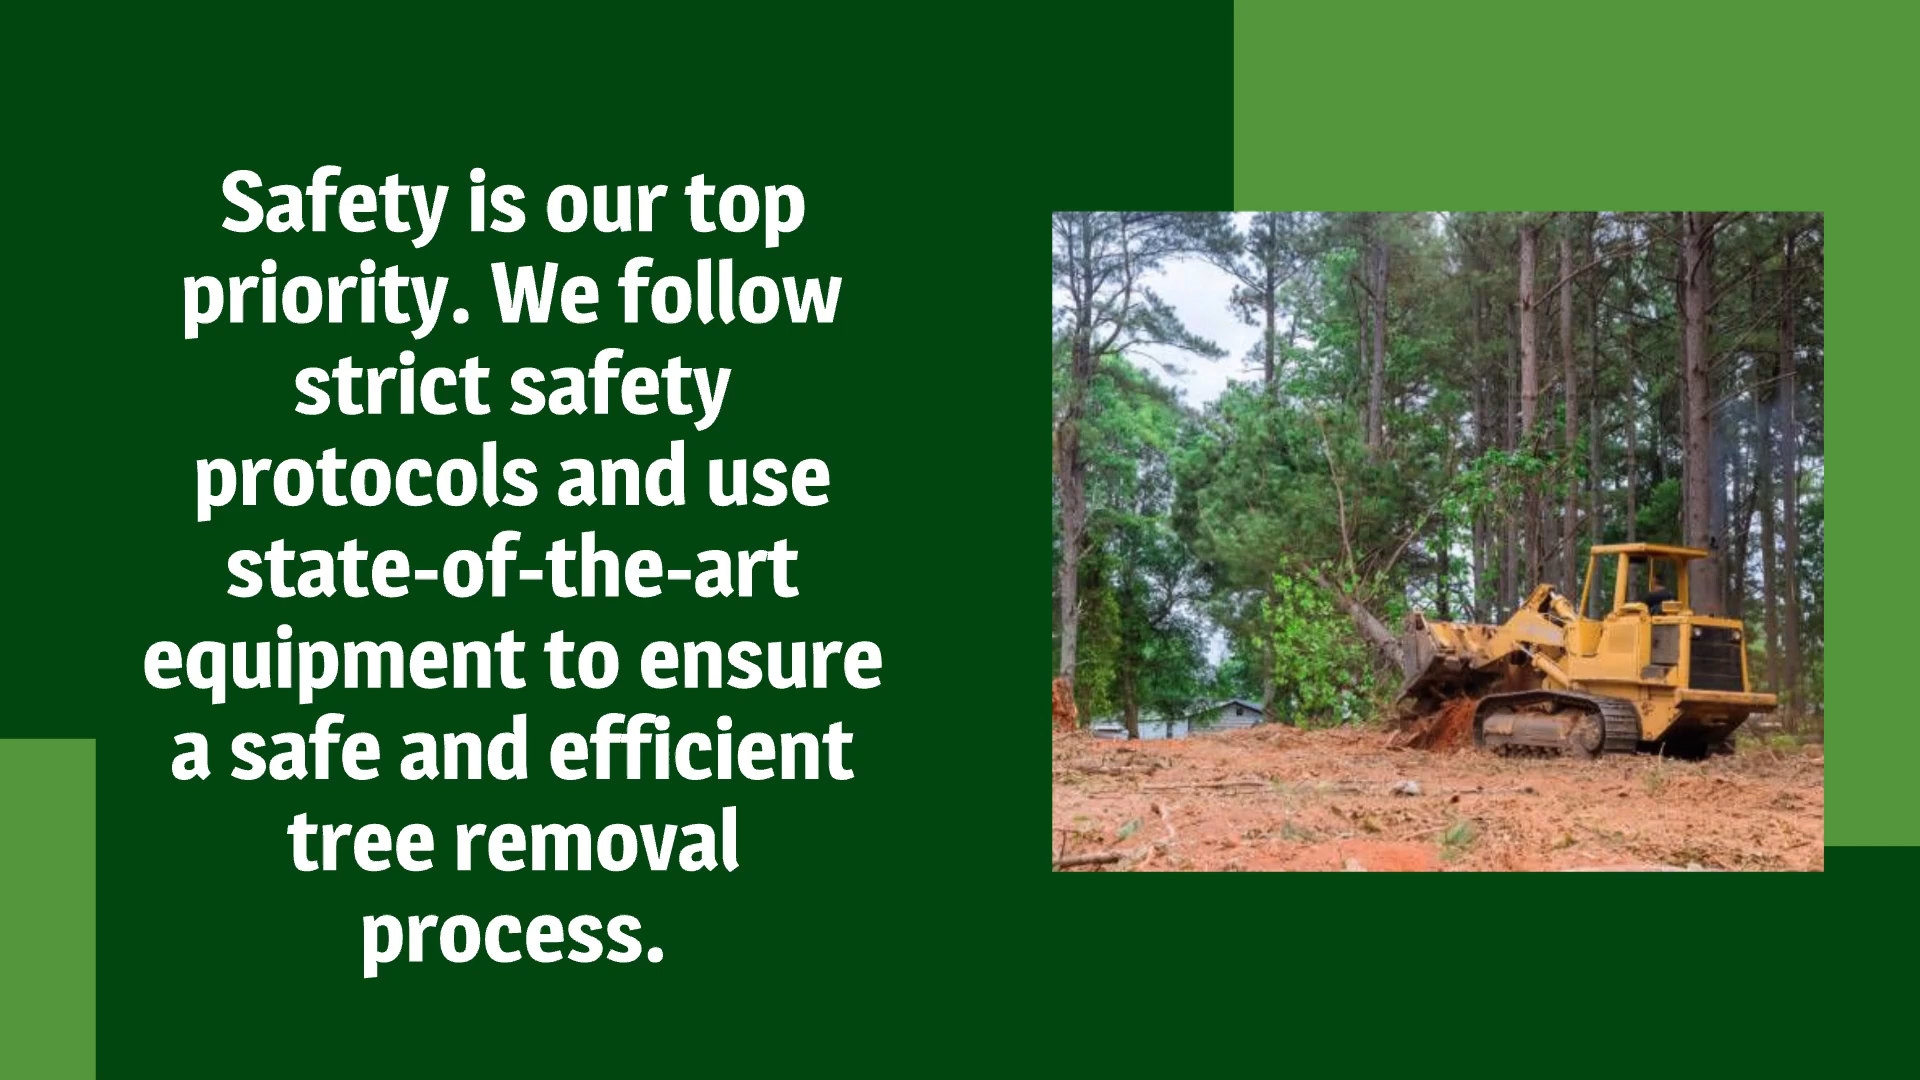 Safety is our top
priority. We follow
strict safety
protocols and use
state-of-the-art
equipment to ensure
a safe and efficient
tree removal
process.